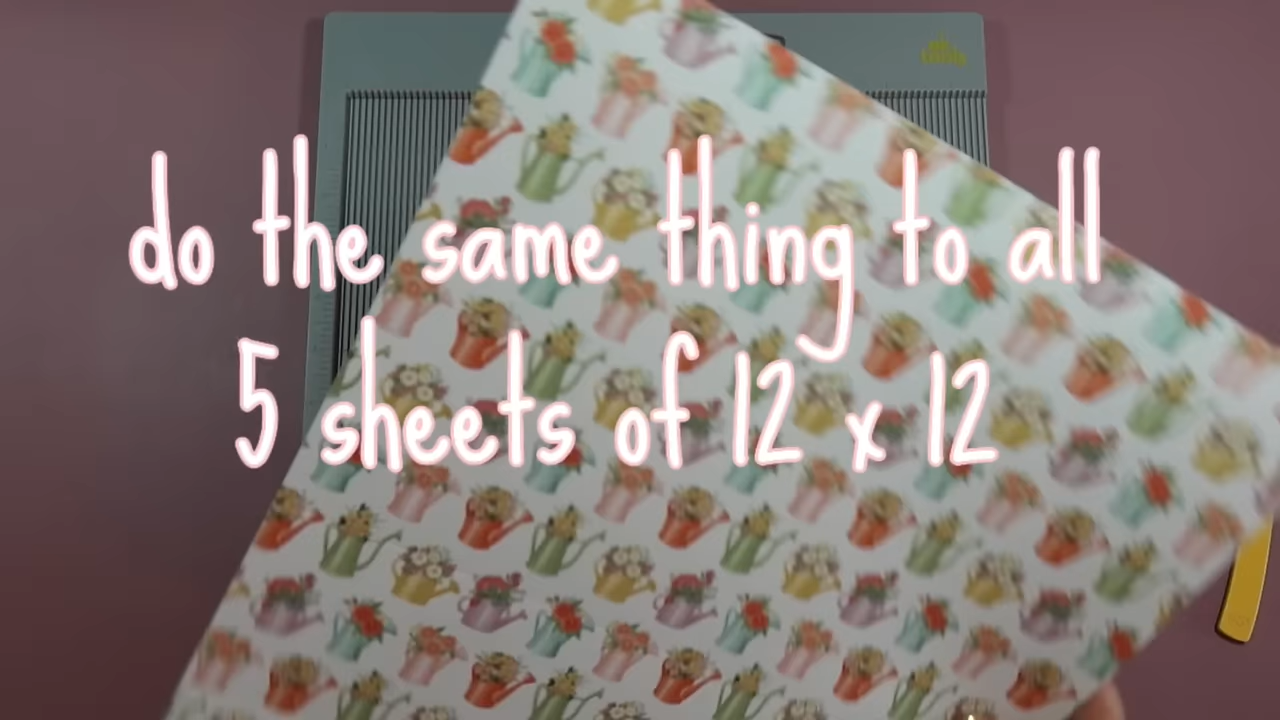 do the same thing to all
5 sheets of 12 x 12